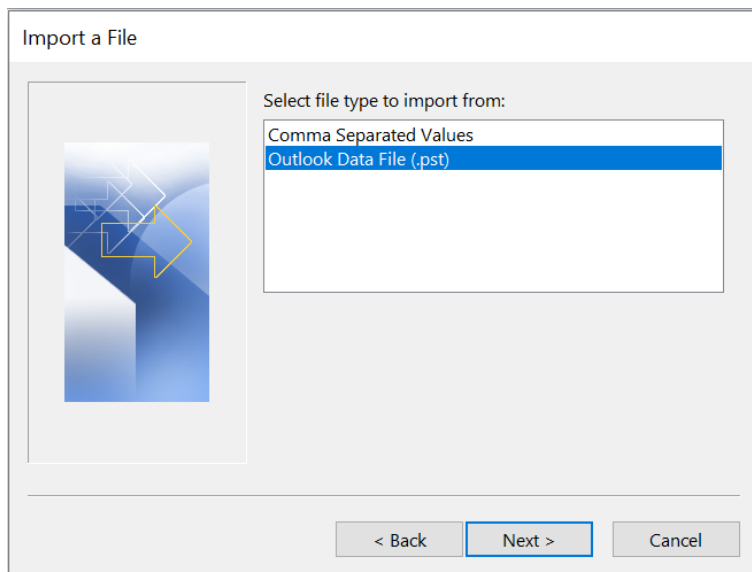 Import a File
Select file type to import from:
Comma Separated Values
Outlook Data File (.pst)
< Back
Next >
Cancel